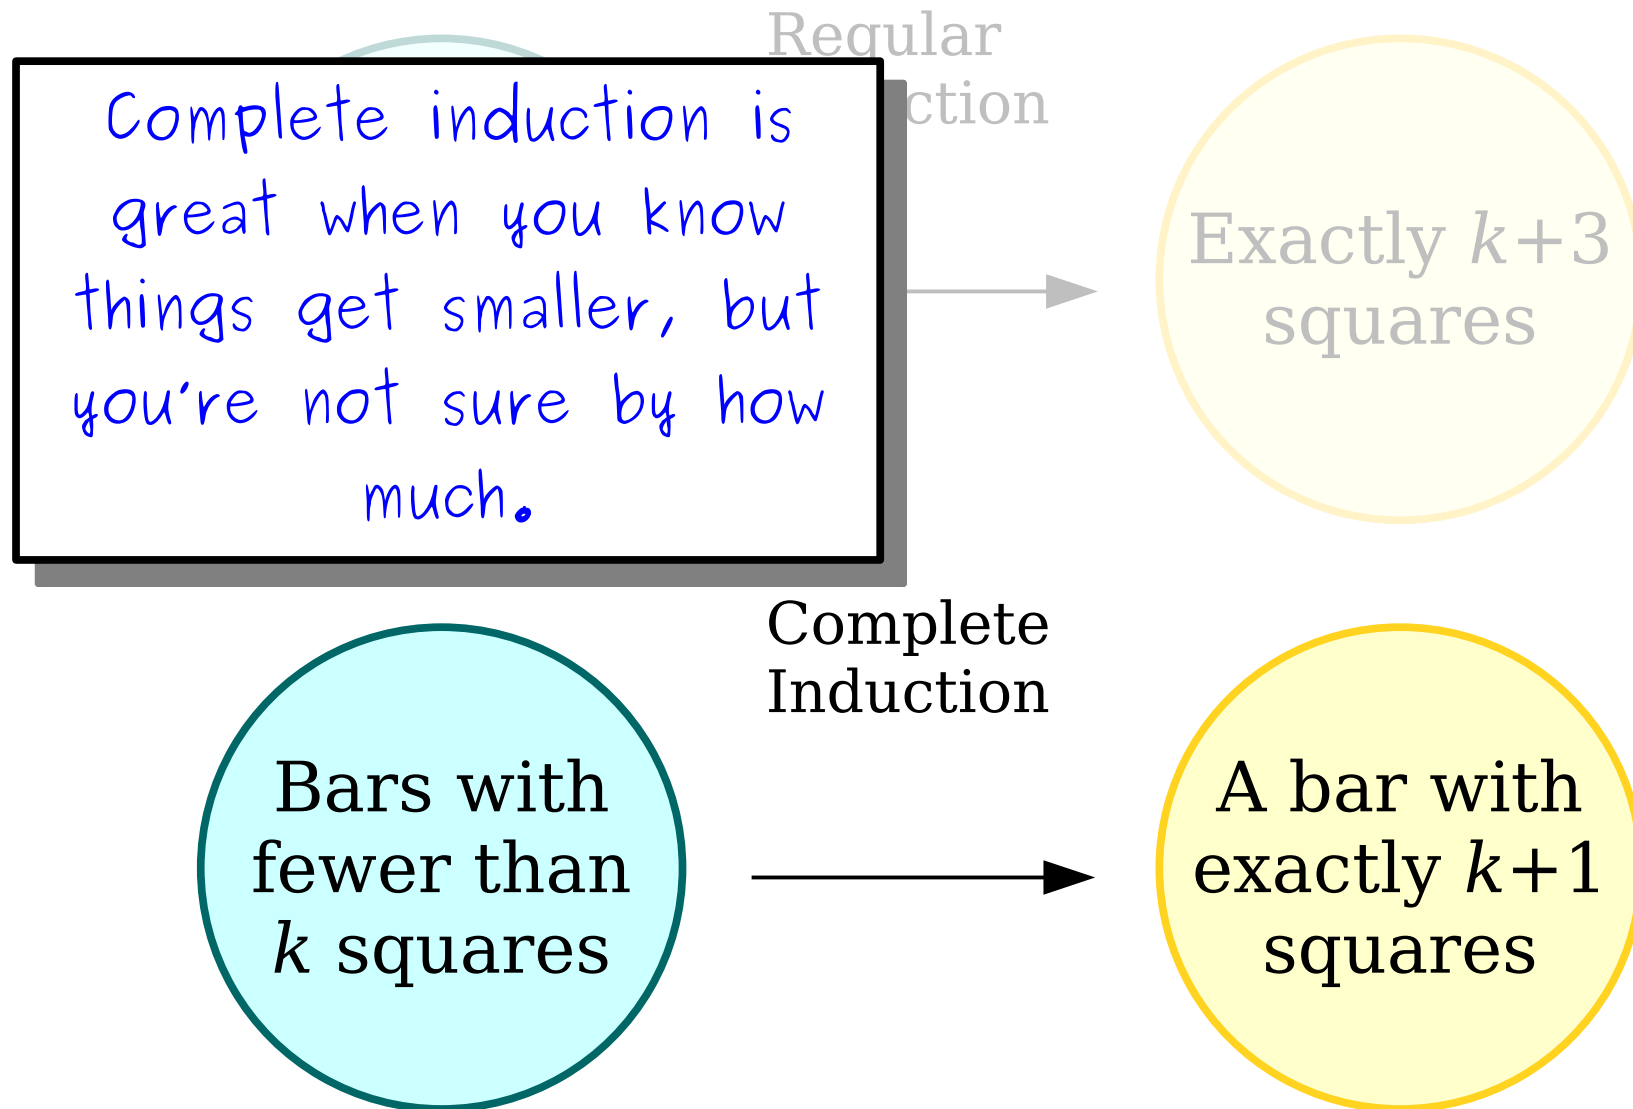 Regular
ction
Complete induction is
great when you know
things get smaller, but
you're not sure by how
much.
Exactly k+3
squares
Complete
Induction
Bars with
fewer than
k squares
A bar with
exactly k+1
squares